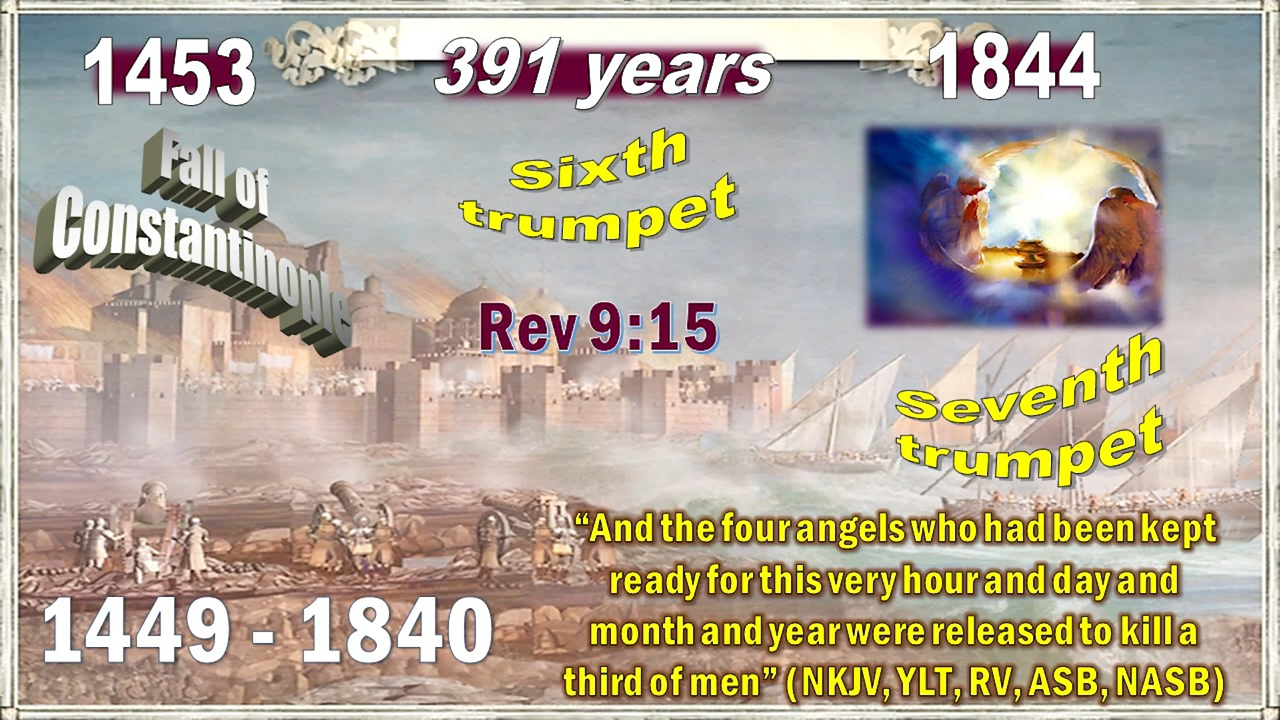 1453
391 years
1844
Fall of
Constantinople
Sixth
trumpet
Rev 9:15
Seventh
trumpet
“And the four angels who had been kept
ready for this very hour and day and
month and year were released to kill a
third of men” (NKJV, YLT, RV, ASB, NASB)
1449 - 1840